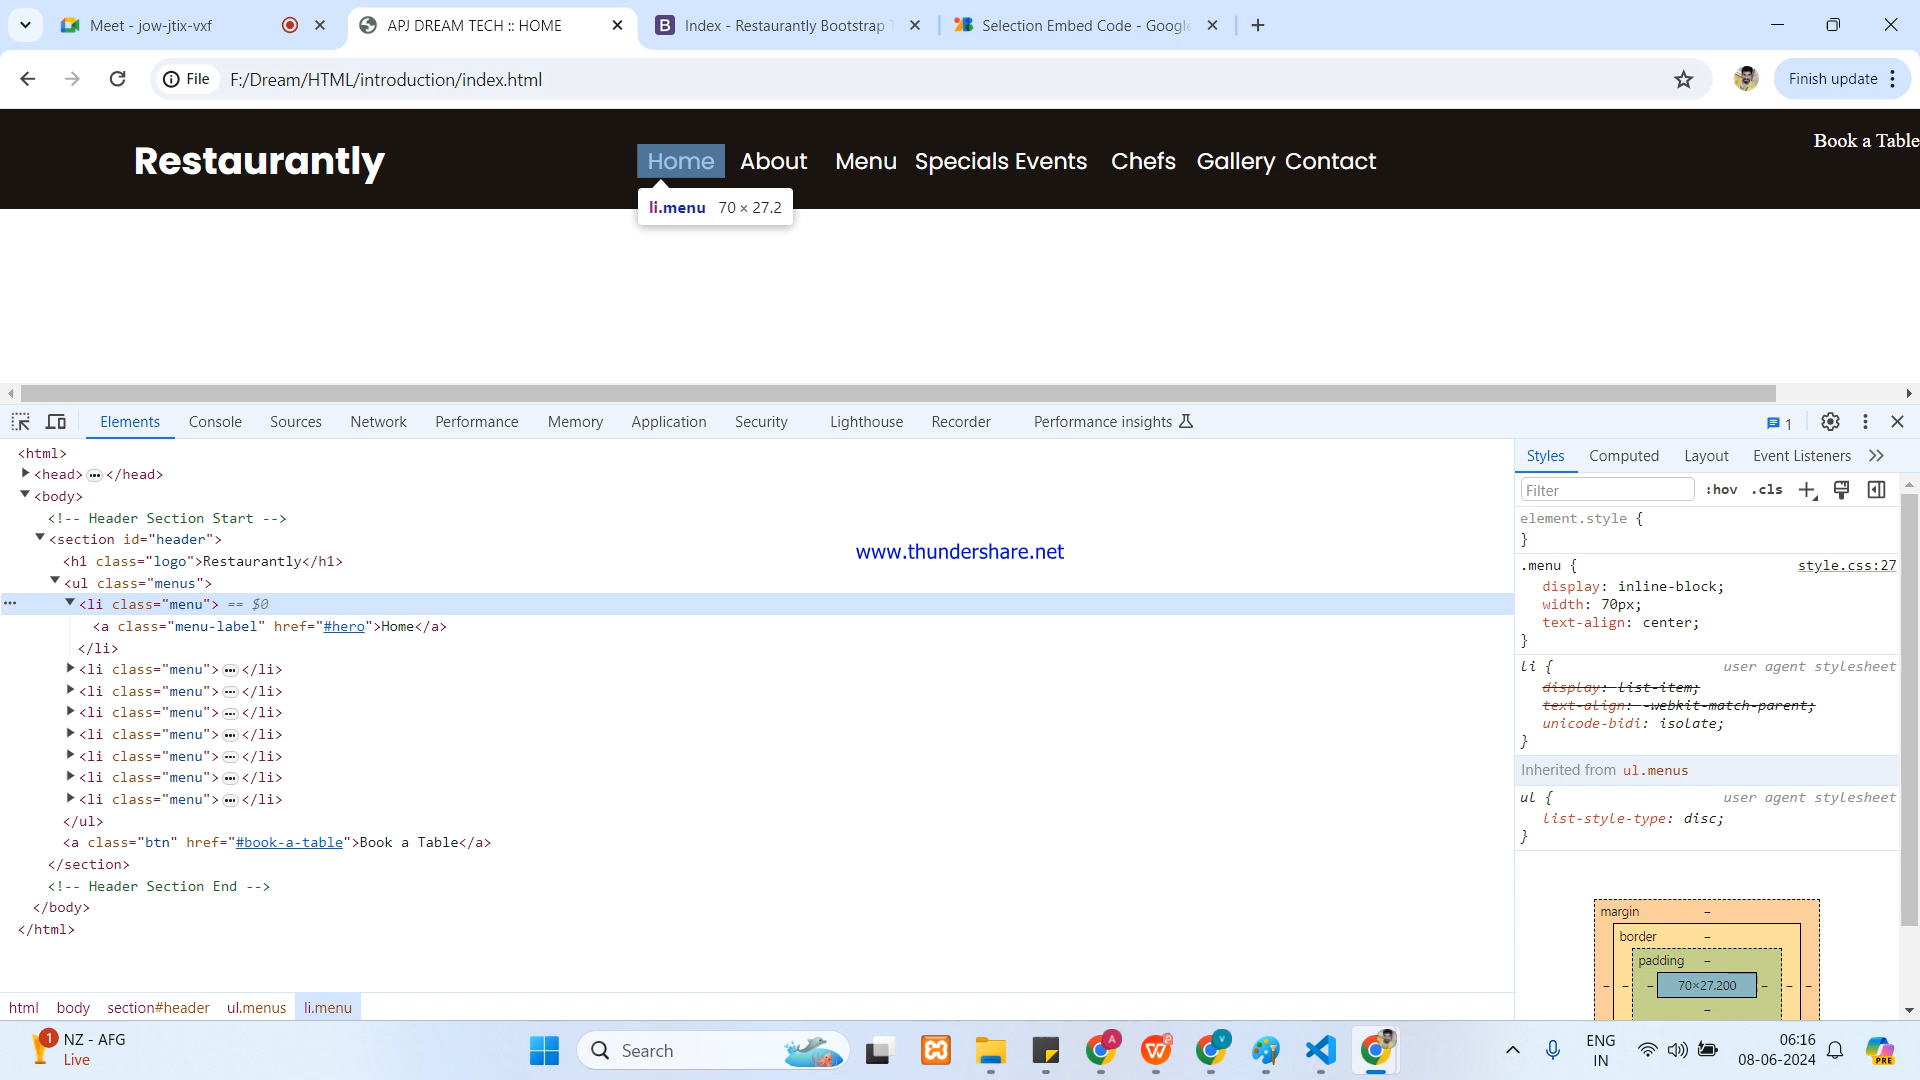 Meet - jow-jtix-vxf
APJ DREAM TECH :: HOME
Index - Restaurantly Bootstrap
Selection Embed Code - Google
File
F:/Dream/HTML/introduction/index.html
Finish update
Restaurantly
Home About Menu Specials Events Chefs Gallery Contact
Book a Table
li.menu 70 × 27.2
Elements Console Sources Network Performance Memory Application Security Lighthouse Recorder Performance insights
1
<html>
<head> ••• </head>
<body>
<!-- Header Section Start -->
<section id="header">
<h1 class="logo">Restaurantly</h1>
<ul class="menus">
••• <li class="menu"> == $0
<a class="menu-label" href="#hero">Home</a>
</li>
<li class="menu"> ••• </li>
<li class="menu"> ••• </li>
<li class="menu"> ••• </li>
<li class="menu"> ••• </li>
<li class="menu"> ••• </li>
<li class="menu"> ••• </li>
<li class="menu"> ••• </li>
</ul>
<a class="btn" href="#book-a-table">Book a Table</a>
</section>
<!-- Header Section End -->
</body>
</html>
www.thundershare.net
html body section#header ul.menus li.menu
Styles Computed Layout Event Listeners
Filter
:hov .cls
element.style {
}
.menu { style.css:27
display: inline-block;
width: 70px;
text-align: center;
}
li { user agent stylesheet
display: list-item;
text-align: -webkit-match-parent;
unicode-bidi: isolate;
}
Inherited from ul.menus
ul { user agent stylesheet
list-style-type: disc;
}
margin –
border –
padding –
– – – 70×27.200 – – –
–
1
NZ - AFG
Live
Search
A
V
ENG
IN
06:16
08-06-2024
PRE